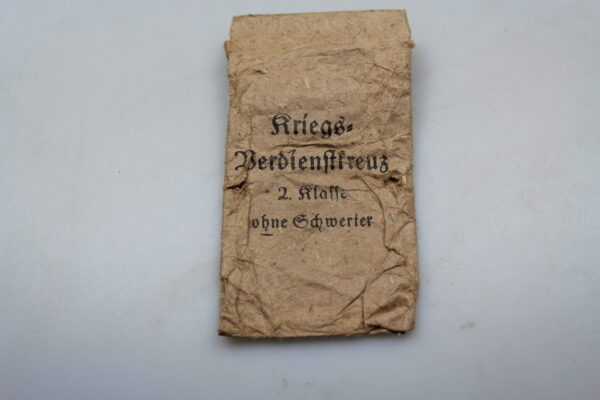 Kriegs-
Verdienstkreuz
2. Klasse
ohne Schwerter